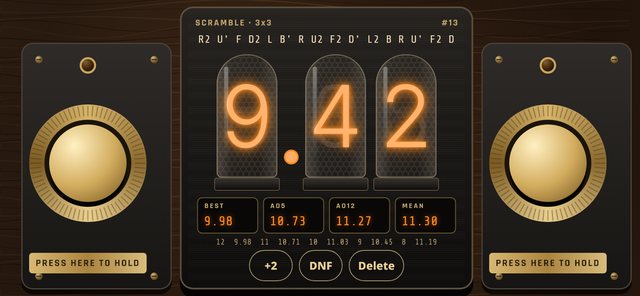 SCRAMBLE · 3x3 #13
R2 U' F D2 L B' R U2 F2 D' L2 B R U' F2 D
9.42
BEST AO5 AO12 MEAN
9.98 10.73 11.27 11.30
12 9.98 11 10.71 10 11.03 9 10.45 8 11.19
PRESS HERE TO HOLD
+2 DNF Delete
PRESS HERE TO HOLD